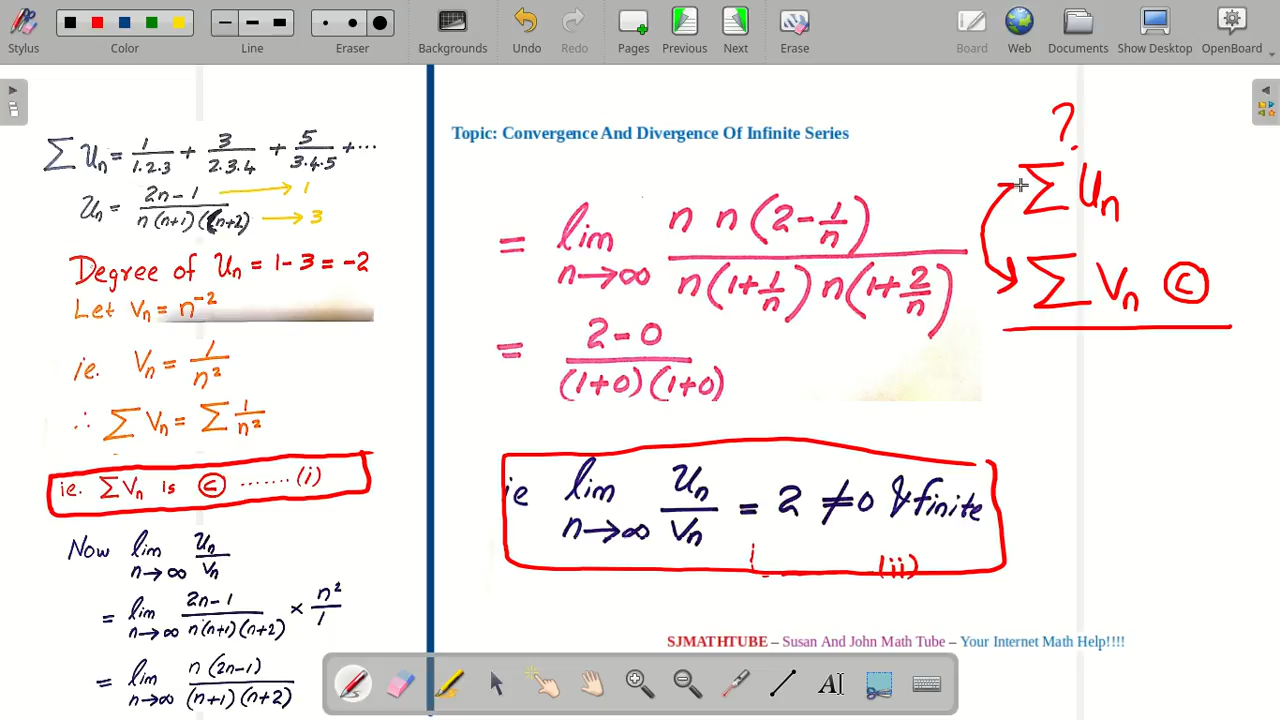 Stylus Color Line Eraser Backgrounds Undo Redo Pages Previous Next Erase Board Web Documents Show Desktop OpenBoard
∑ Un = 1/1.2.3 + 3/2.3.4 + 5/3.4.5 + ...
Un = 2n-1 / n(n+1)(n+2) → 1 → 3
Degree of Un = 1-3 = -2
Let Vn = n^-2
ie. Vn = 1/n²
∴ ∑ Vn = ∑ 1/n²
ie. ∑Vn is C .......(i)
Now lim n→∞ Un/Vn
= lim n→∞ 2n-1 / n(n+1)(n+2) × n²/1
= lim n→∞ n(2n-1) / (n+1)(n+2)
Topic: Convergence And Divergence Of Infinite Series
= lim n→∞ n n(2-1/n) / n(1+1/n) n(1+2/n)
= 2-0 / (1+0)(1+0)
ie lim n→∞ Un/Vn = 2 ≠0 & finite
(ii)
?
∑ Un
∑ Vn C
SJMATHTUBE – Susan And John Math Tube – Your Internet Math Help!!!!
AI